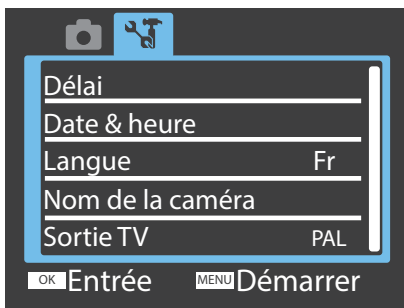 Délai
Date & heure
Langue Fr
Nom de la caméra
Sortie TV PAL
OK Entrée MENU Démarrer